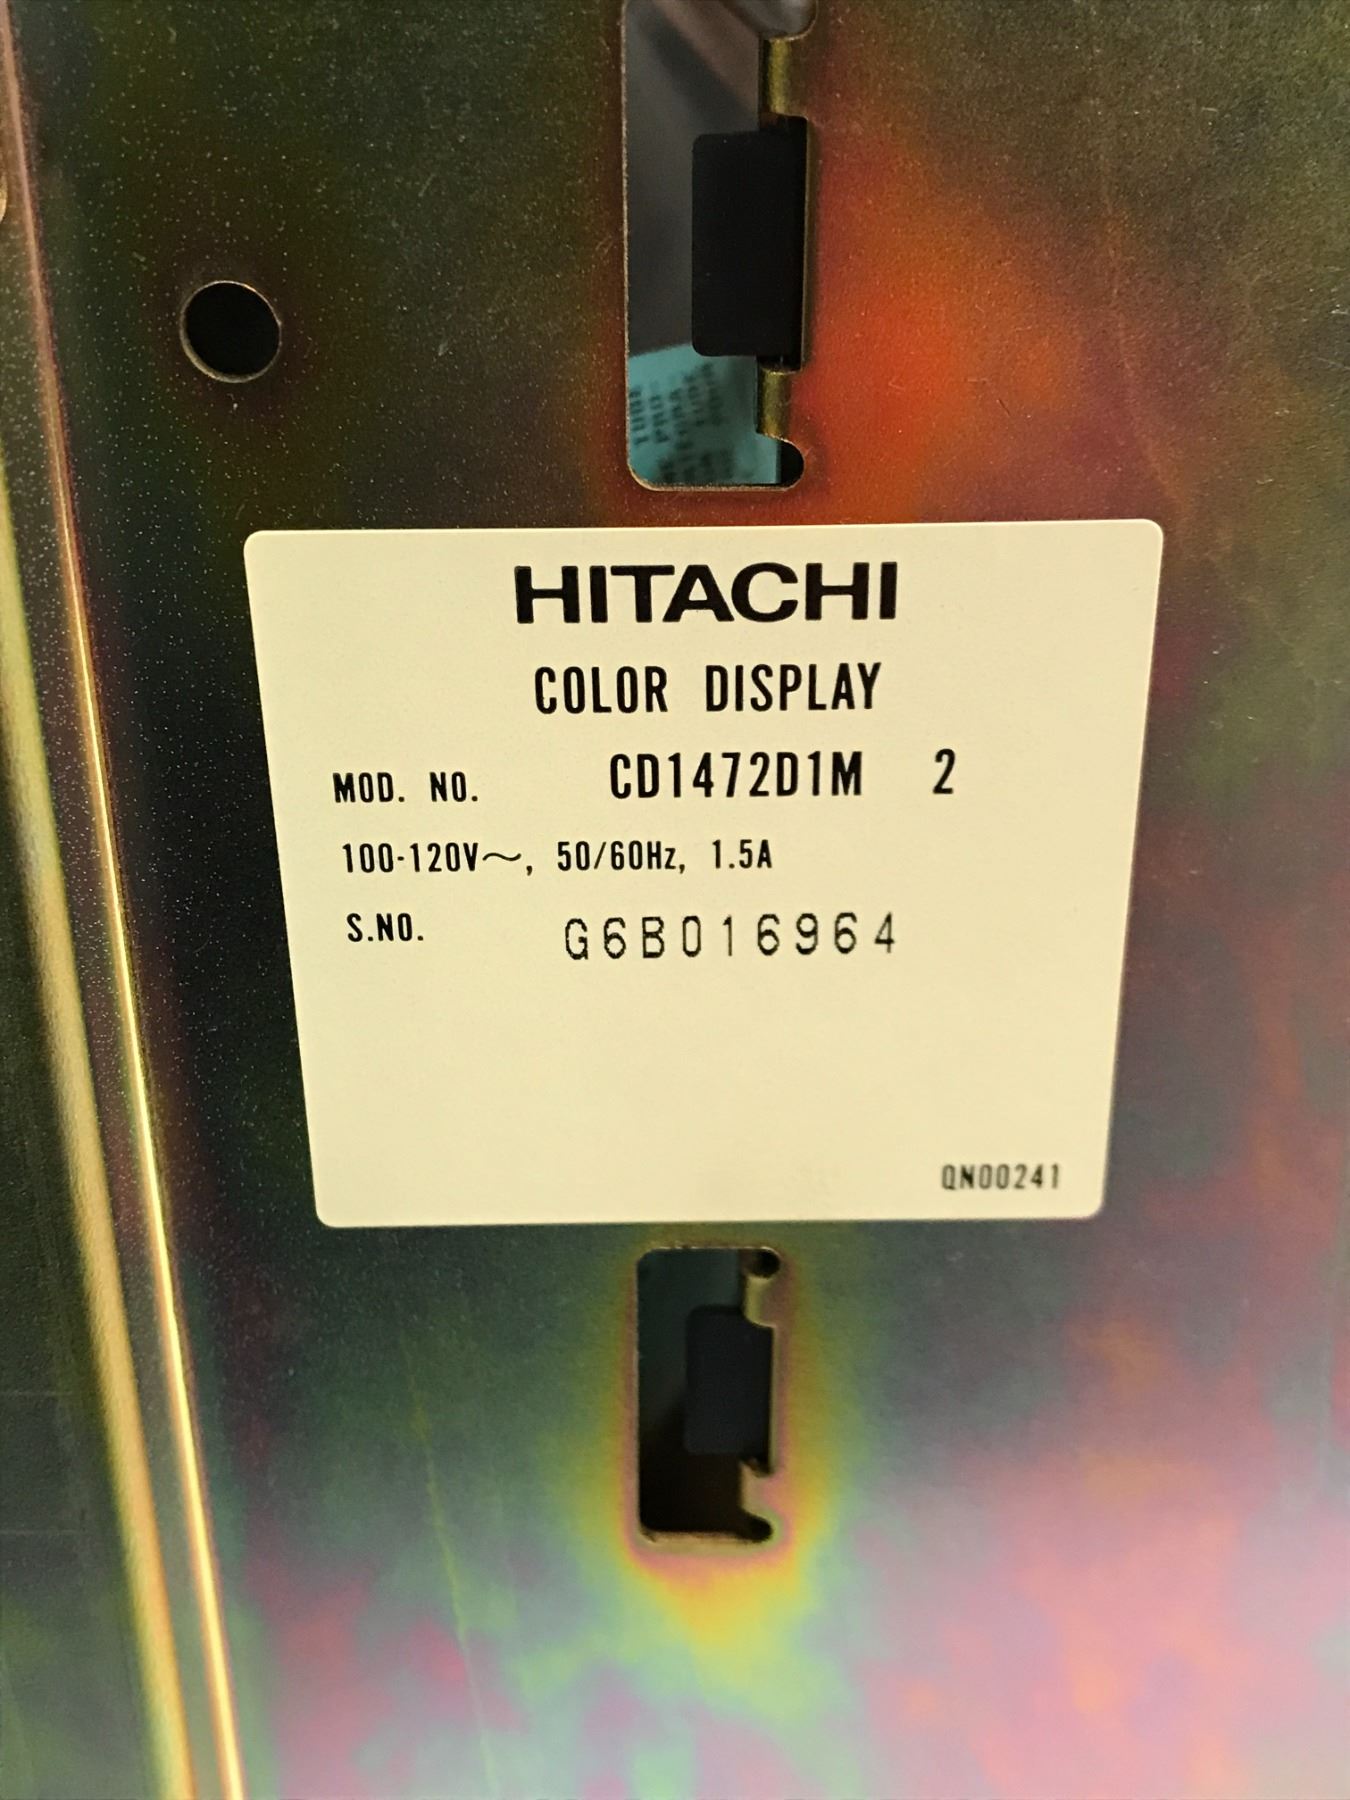 HITACHI
COLOR DISPLAY
MOD. NO. CD1472D1M 2
100-120V～, 50/60Hz, 1.5A
S.NO. G6B016964
QN00241